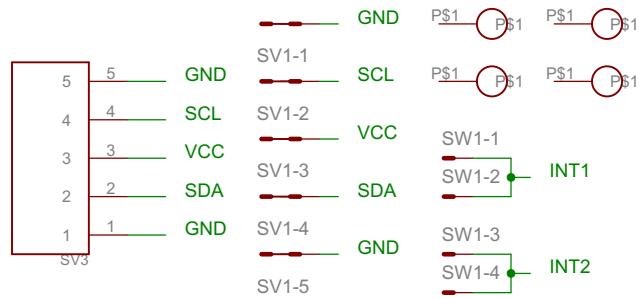 GND P$1 P$1 P$1 P$1
SV1-1
5 5 GND SCL P$1 P$1 P$1 P$1
4 4 SCL SV1-2
VCC SW1-1
3 3 VCC SV1-3 SW1-2 INT1
2 2 SDA SDA
1 1 GND SV1-4 SW1-3
SV3 GND SW1-4 INT2
SV1-5